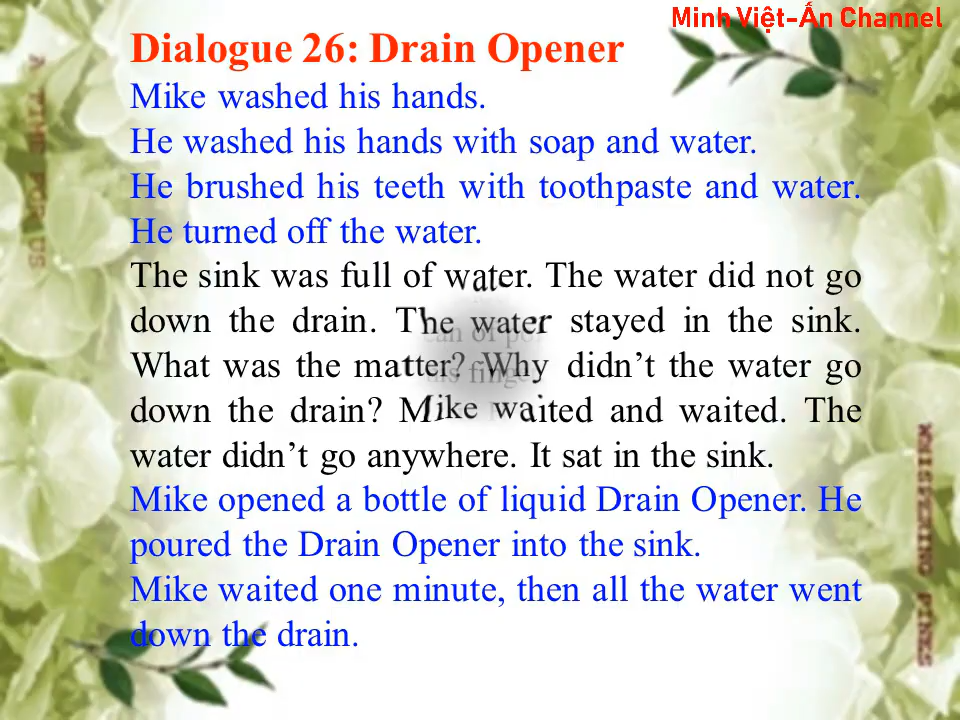 Minh Việt-Ấn Channel
Dialogue 26: Drain Opener
Mike washed his hands.
He washed his hands with soap and water.
He brushed his teeth with toothpaste and water.
He turned off the water.
The sink was full of water. The water did not go
down the drain. The water stayed in the sink.
What was the matter? Why didn't the water go
down the drain? Mike waited and waited. The
water didn't go anywhere. It sat in the sink.
Mike opened a bottle of liquid Drain Opener. He
poured the Drain Opener into the sink.
Mike waited one minute, then all the water went
down the drain.